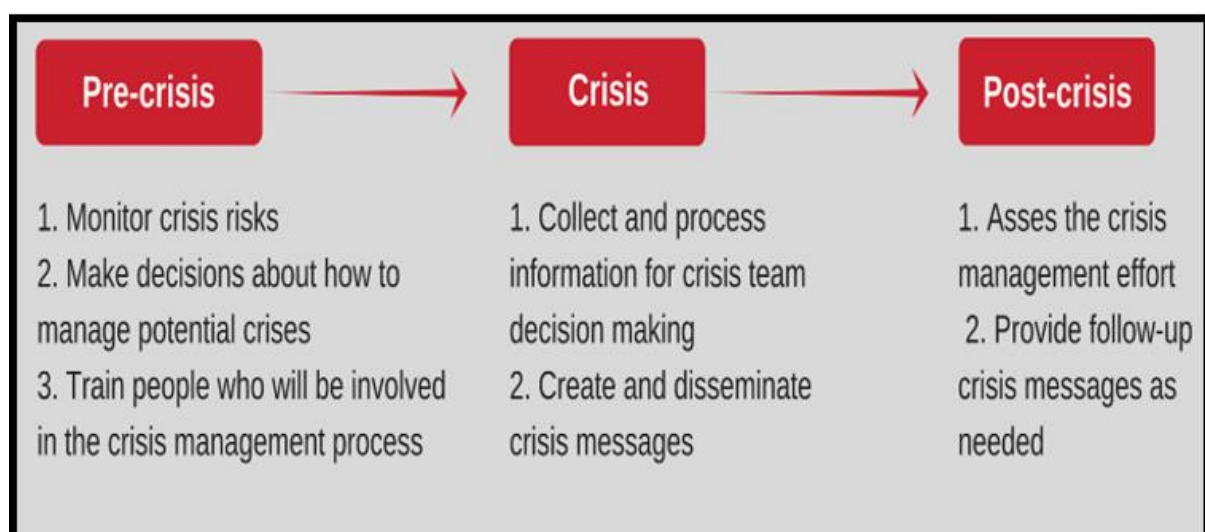 Pre-crisis
1. Monitor crisis risks
2. Make decisions about how to
manage potential crises
3. Train people who will be involved
in the crisis management process
Crisis
1. Collect and process
information for crisis team
decision making
2. Create and disseminate
crisis messages
Post-crisis
1. Asses the crisis
management effort
2. Provide follow-up
crisis messages as
needed